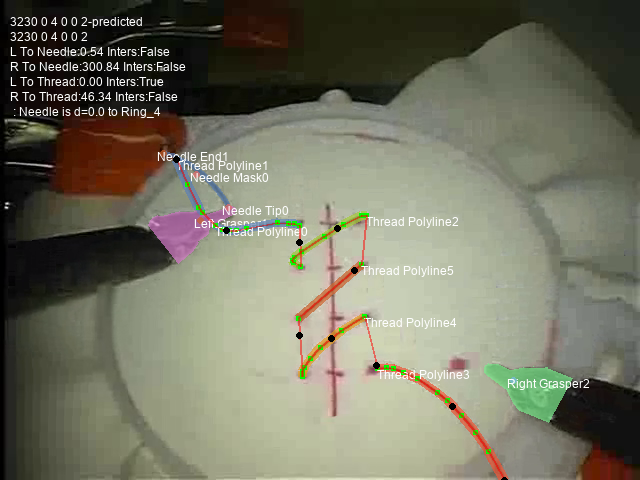 3230 0 4 0 0 2-predicted
3230 0 4 0 0 2
L To Needle:0.54 Inters:False
R To Needle:300.84 Inters:False
L To Thread:0.00 Inters:True
R To Thread:46.34 Inters:False
: Needle is d=0.0 to Ring_4
Needle End1
Thread Polyline1
Needle Mask0
Needle Tip0
Left Grasper1
Thread Polyline0
Thread Polyline2
Thread Polyline5
Thread Polyline4
Thread Polyline3
Right Grasper2